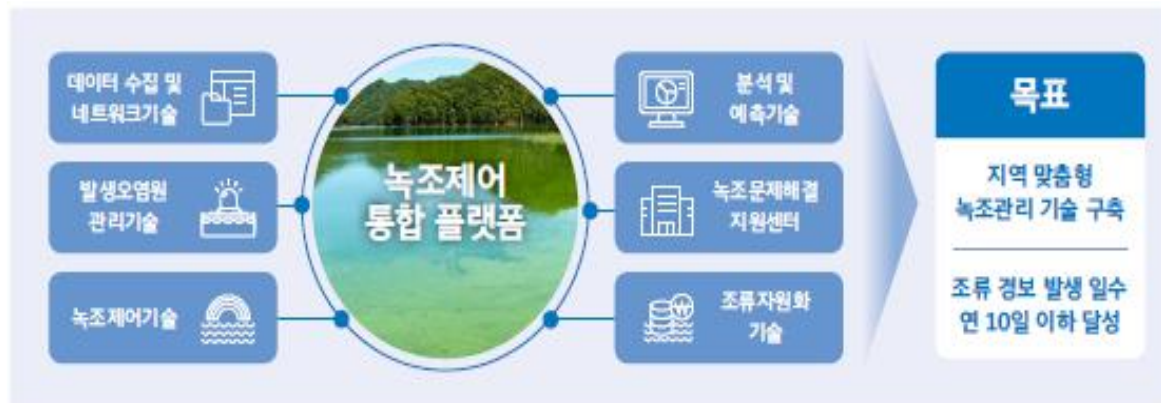 데이터 수집 및
네트워크기술
발생오염원
관리기술
녹조제어기술
녹조제어
통합 플랫폼
분석 및
예측기술
녹조문제해결
지원센터
조류자원화
기술
목표
지역 맞춤형
녹조관리 기술 구축
조류 경보 발생 일수
연 10일 이하 달성